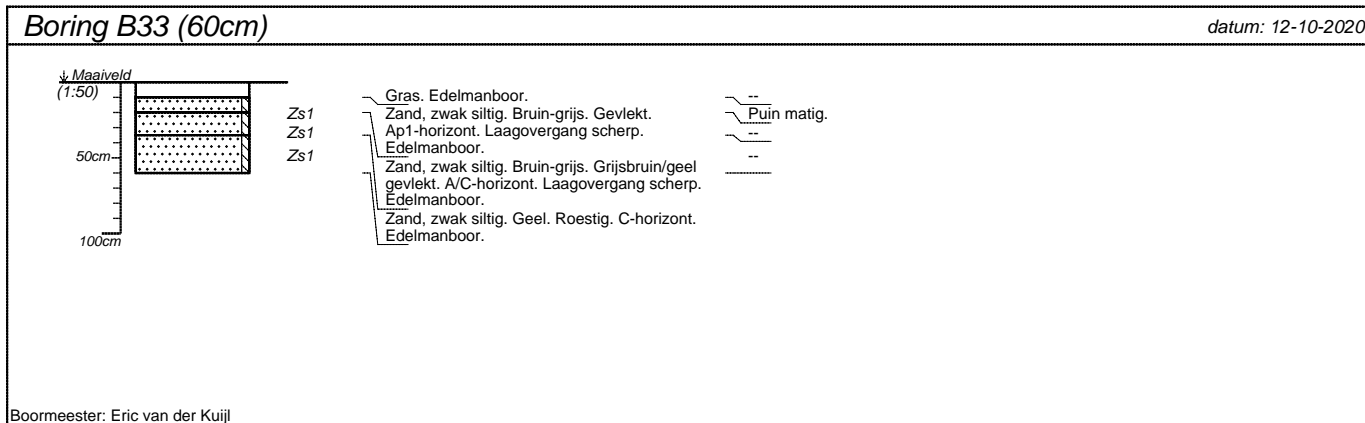 Boring B33 (60cm)
datum: 12-10-2020
Maaiveld
(1:50)
50cm
100cm
Zs1
Zs1
Zs1
Gras. Edelmanboor.
Zand, zwak siltig. Bruin-grijs. Gevlekt.
Ap1-horizont. Laagovergang scherp.
Edelmanboor.
Zand, zwak siltig. Bruin-grijs. Grijsbruin/geel
gevlekt. A/C-horizont. Laagovergang scherp.
Edelmanboor.
Zand, zwak siltig. Geel. Roestig. C-horizont.
Edelmanboor.
--
Puin matig.
--
--
Boormeester: Eric van der Kuijl